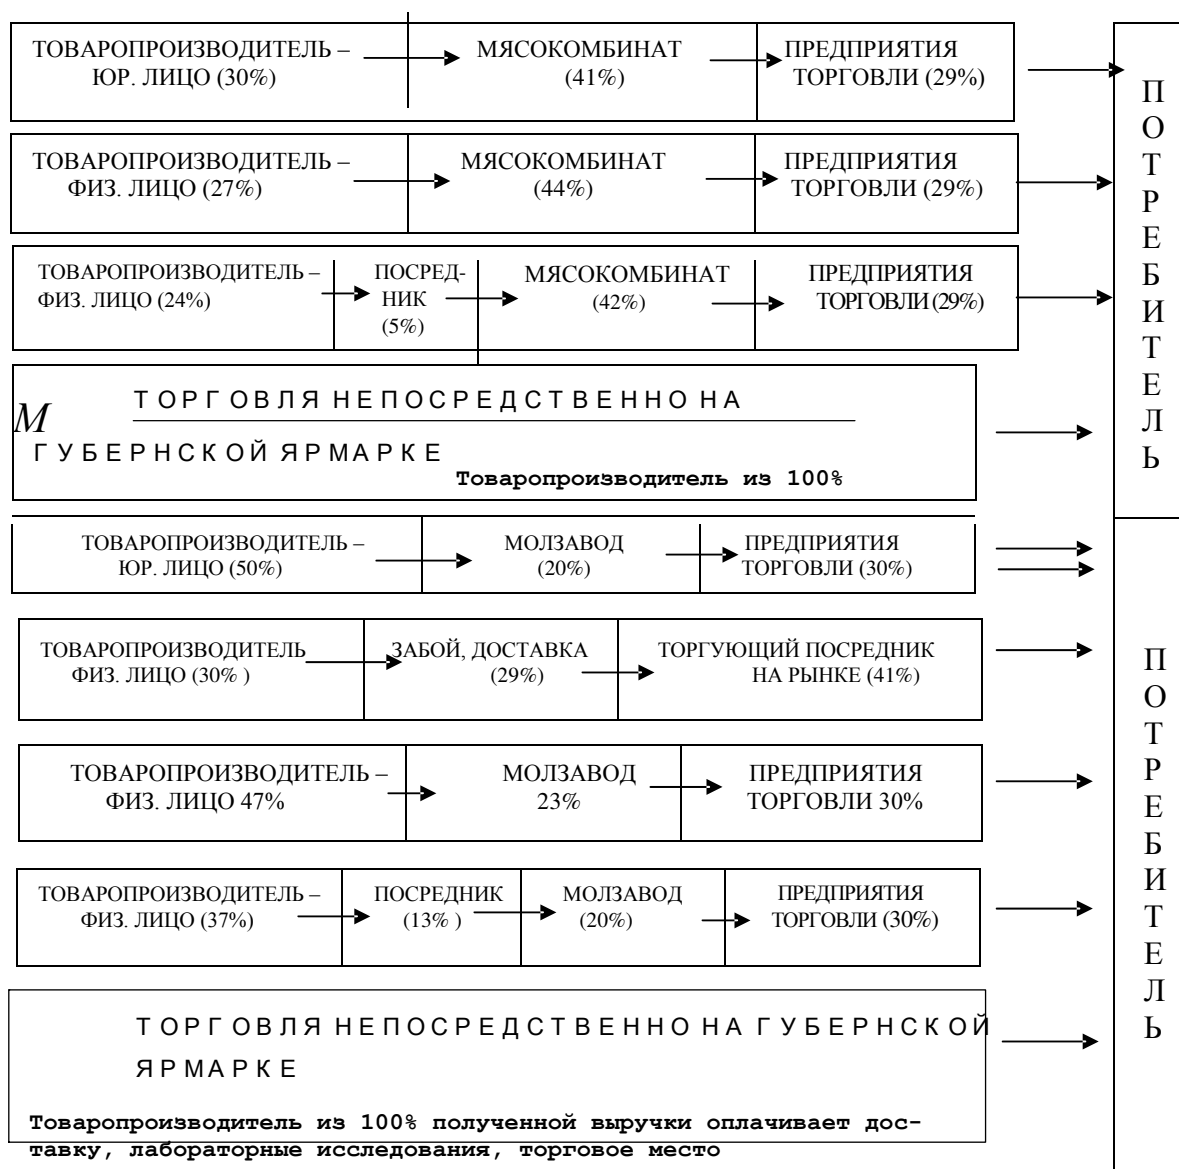 ТОВАРОПРОИЗВОДИТЕЛЬ –
ЮР. ЛИЦО (30%)
МЯСОКОМБИНАТ
(41%)
ПРЕДПРИЯТИЯ
ТОРГОВЛИ (29%)
ТОВАРОПРОИЗВОДИТЕЛЬ –
ФИЗ. ЛИЦО (27%)
МЯСОКОМБИНАТ
(44%)
ПРЕДПРИЯТИЯ
ТОРГОВЛИ (29%)
ТОВАРОПРОИЗВОДИТЕЛЬ –
ФИЗ. ЛИЦО (24%)
ПОСРЕД-
НИК
(5%)
МЯСОКОМБИНАТ
(42%)
ПРЕДПРИЯТИЯ
ТОРГОВЛИ (29%)
М
ТОРГОВЛЯ НЕПОСРЕДСТВЕННО НА
ГУБЕРНСКОЙ ЯРМАРКЕ
Товаропроизводитель из 100%
ПОТРЕБИТЕЛЬ
ТОВАРОПРОИЗВОДИТЕЛЬ –
ЮР. ЛИЦО (50%)
МОЛЗАВОД
(20%)
ПРЕДПРИЯТИЯ
ТОРГОВЛИ (30%)
ТОВАРОПРОИЗВОДИТЕЛЬ
ФИЗ. ЛИЦО (30% )
ЗАБОЙ, ДОСТАВКА
(29%)
ТОРГУЮЩИЙ ПОСРЕДНИК
НА РЫНКЕ (41%)
ТОВАРОПРОИЗВОДИТЕЛЬ –
ФИЗ. ЛИЦО 47%
МОЛЗАВОД
23%
ПРЕДПРИЯТИЯ
ТОРГОВЛИ 30%
ТОВАРОПРОИЗВОДИТЕЛЬ –
ФИЗ. ЛИЦО (37%)
ПОСРЕДНИК
(13% )
МОЛЗАВОД
(20%)
ПРЕДПРИЯТИЯ
ТОРГОВЛИ (30%)
ТОРГОВЛЯ НЕПОСРЕДСТВЕННО НА ГУБЕРНСКОЙ
ЯРМАРКЕ
Товаропроизводитель из 100% полученной выручки оплачивает дос-
тавку, лабораторные исследования, торговое место
ПОТРЕБИТЕЛЬ